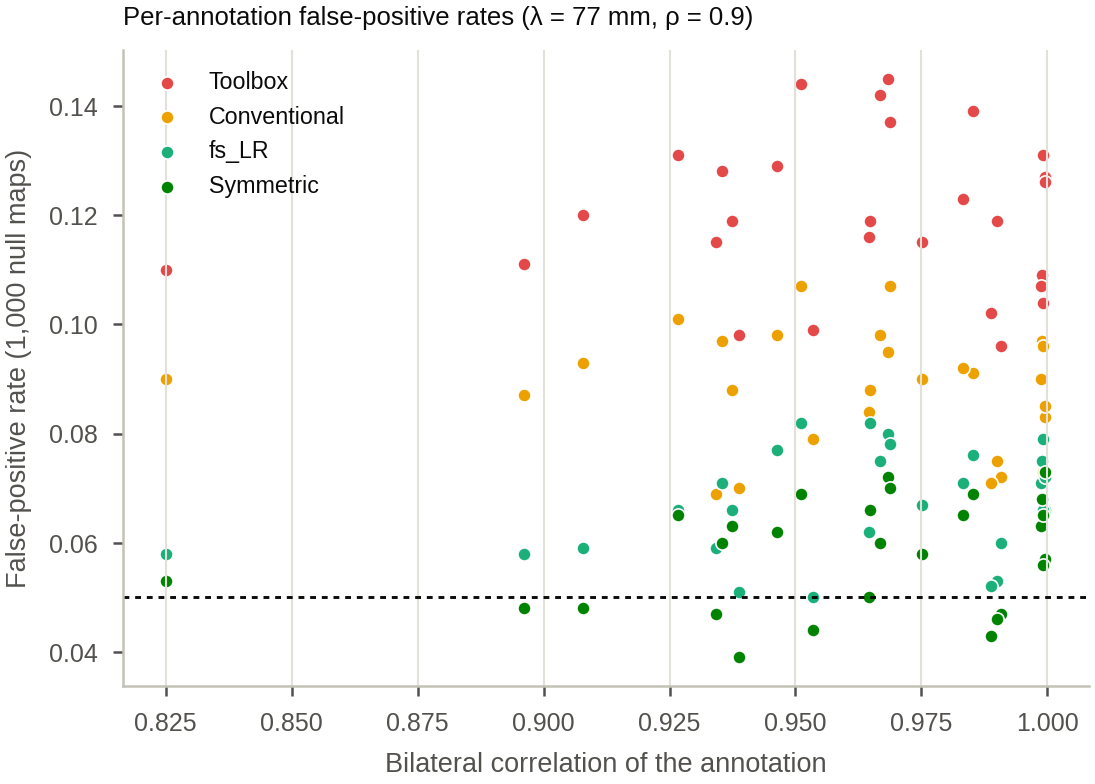 Per-annotation false-positive rates (λ = 77 mm, ρ = 0.9)
Toolbox
Conventional
fs_LR
Symmetric
False-positive rate (1,000 null maps)
0.14
0.12
0.10
0.08
0.06
0.04
0.825 0.850 0.875 0.900 0.925 0.950 0.975 1.000
Bilateral correlation of the annotation